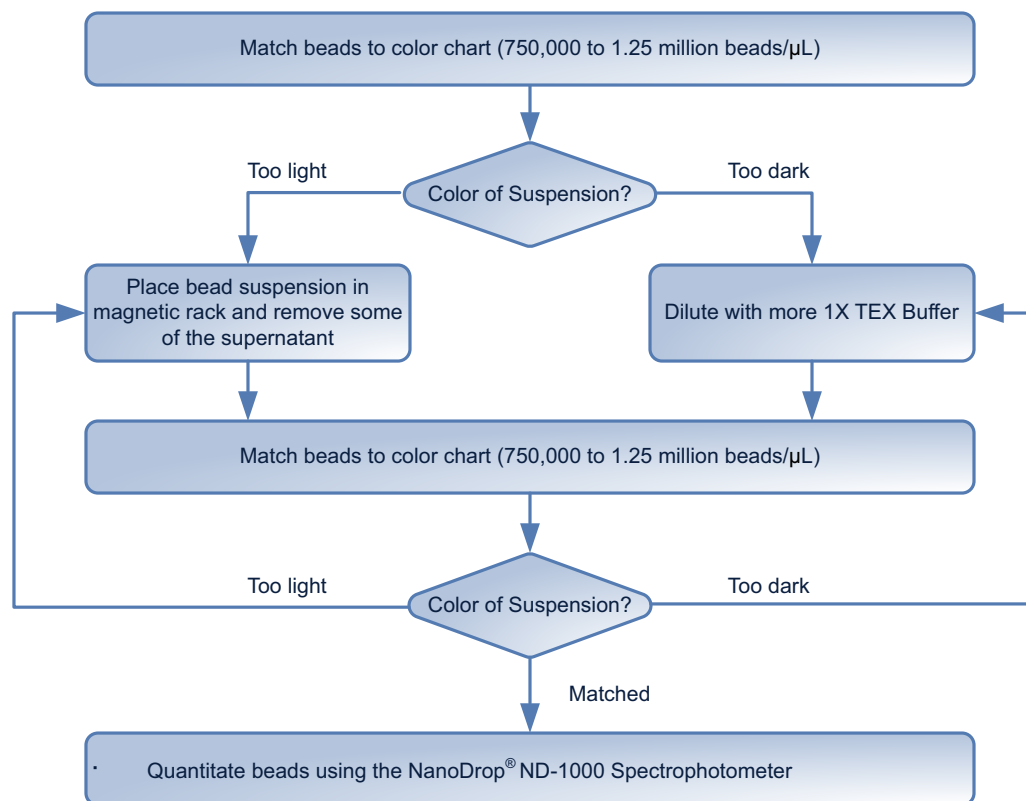 Match beads to color chart (750,000 to 1.25 million beads/µL)
Too light
Too dark
Color of Suspension?
Place bead suspension in
magnetic rack and remove some
of the supernatant
Dilute with more 1X TEX Buffer
Match beads to color chart (750,000 to 1.25 million beads/µL)
Too light
Too dark
Color of Suspension?
Matched
. Quantitate beads using the NanoDrop® ND-1000 Spectrophotometer